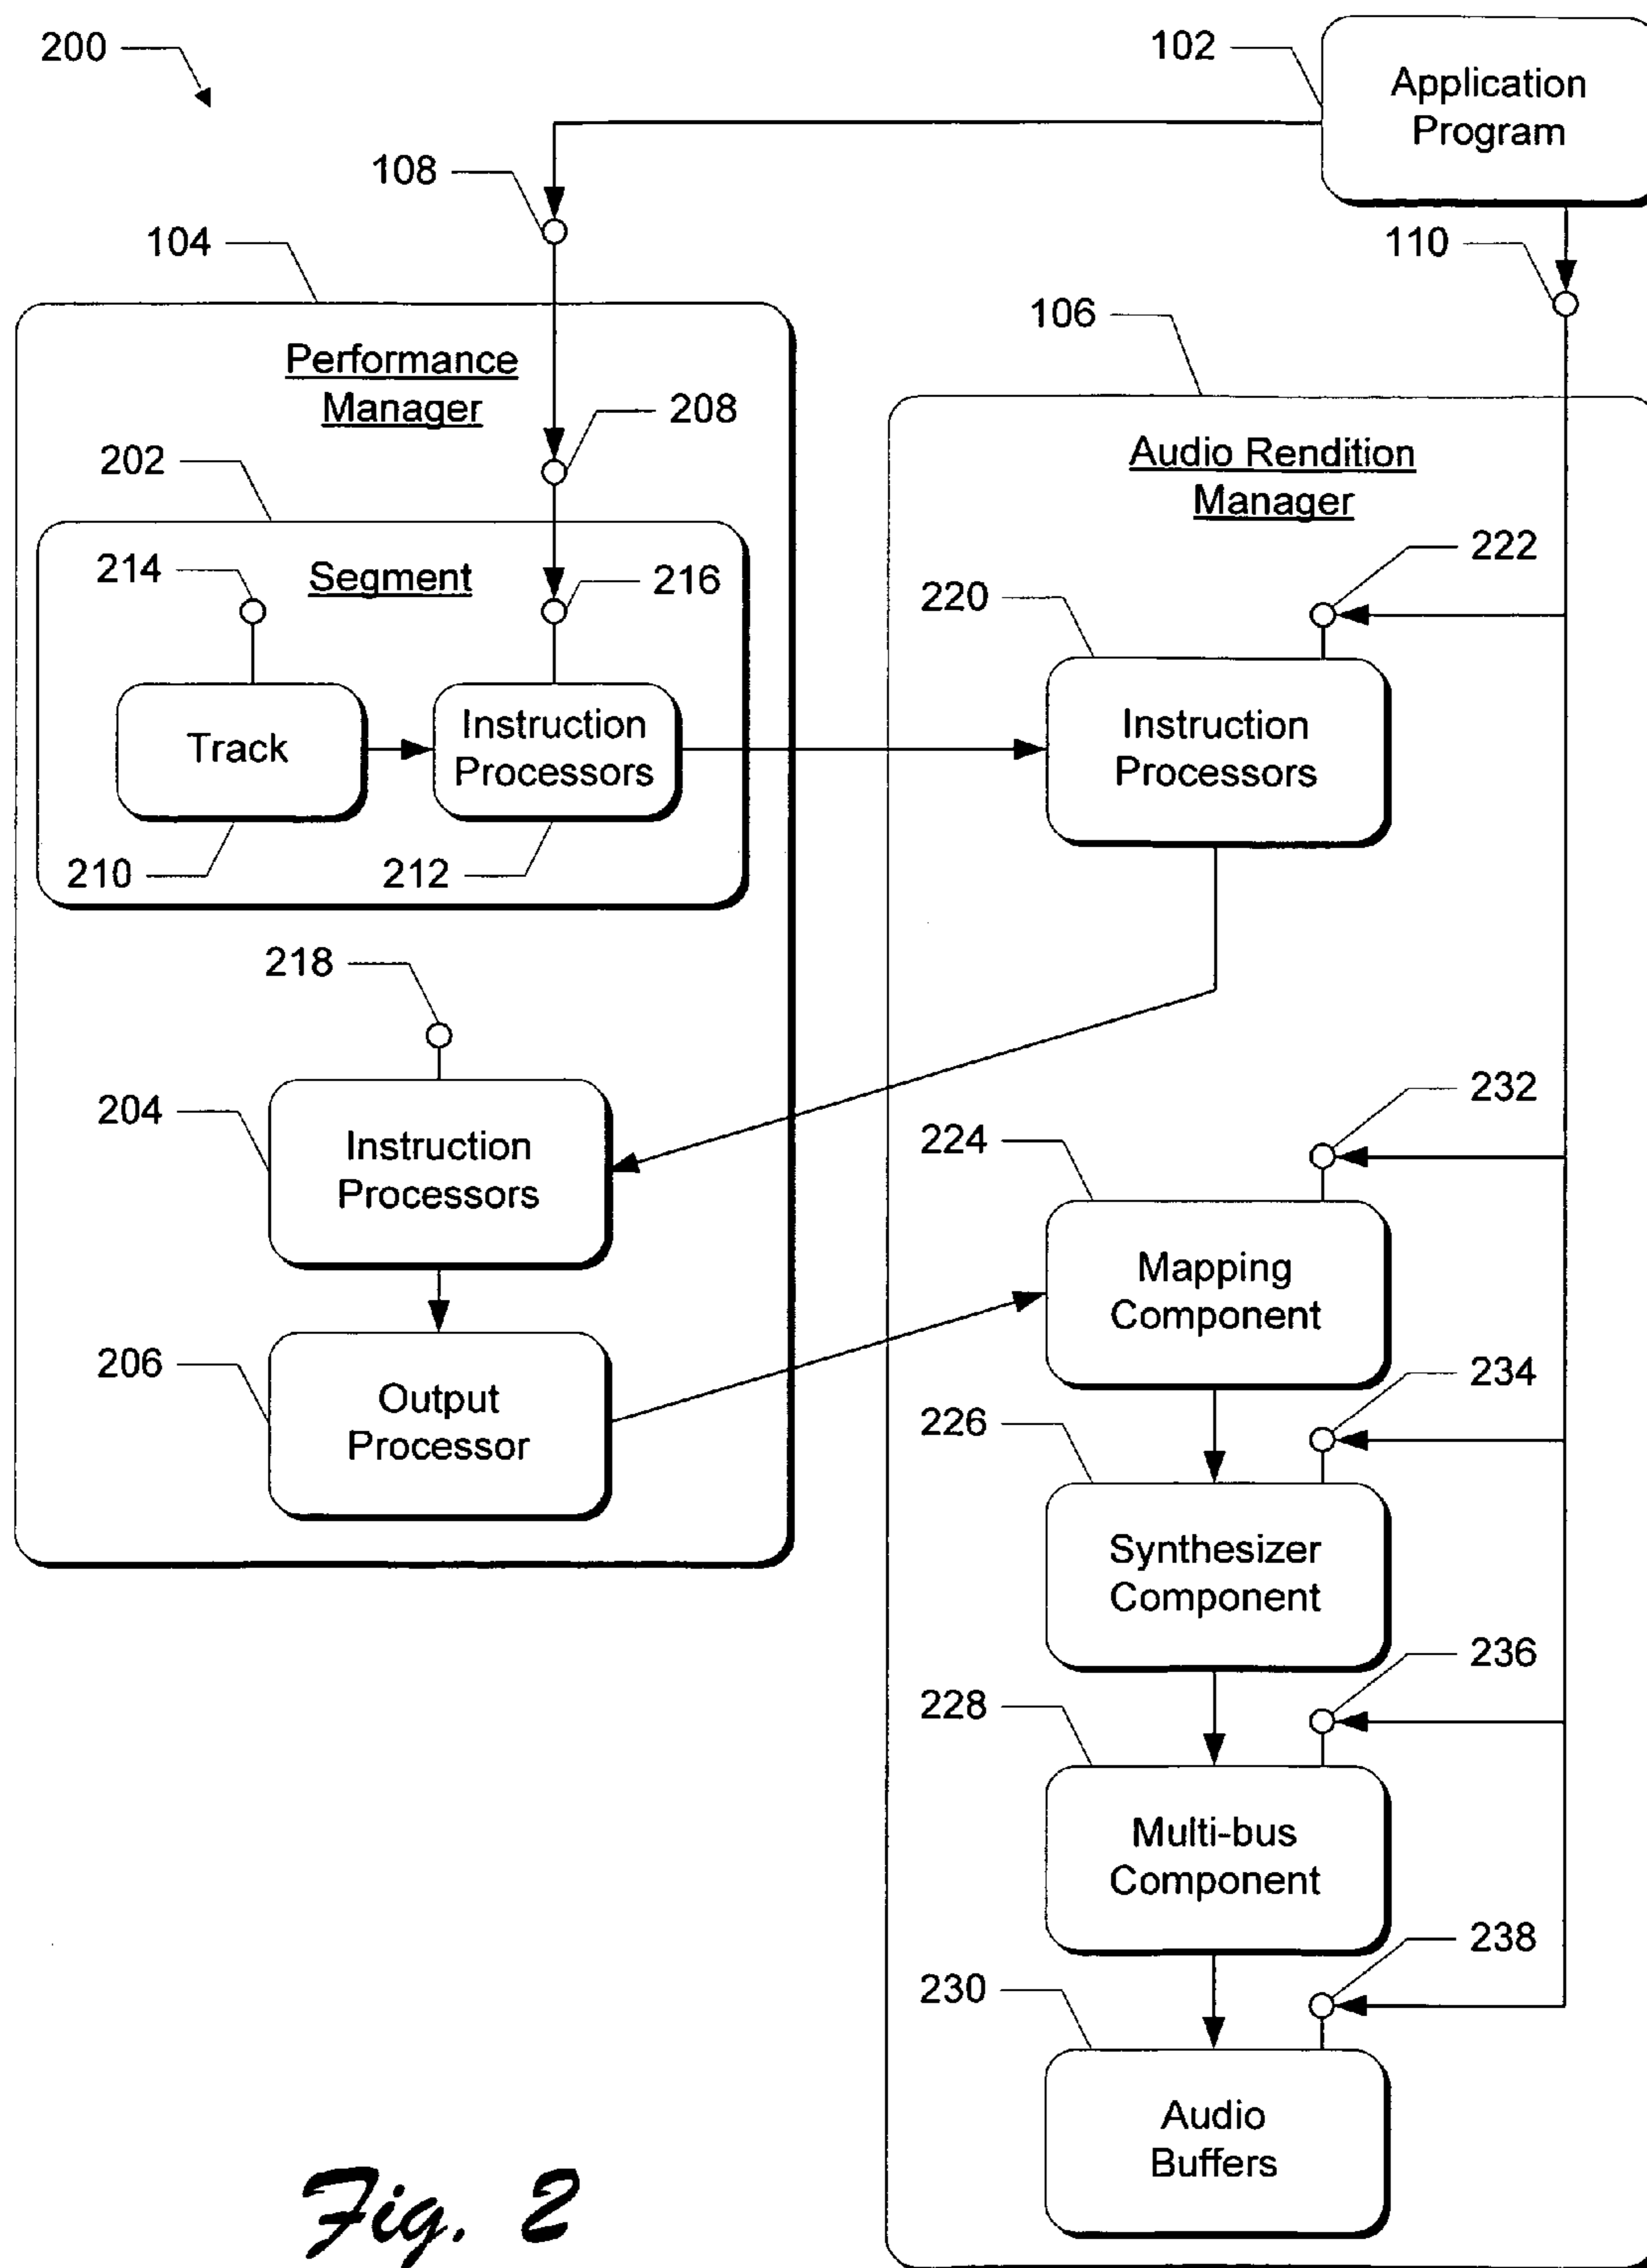 200
102
Application
Program
108
104
110
106
Performance
Manager
208
Audio Rendition
Manager
202
214
Segment
216
222
220
Track
Instruction
Processors
Instruction
Processors
210
212
218
232
204
224
Instruction
Processors
Mapping
Component
206
234
Output
Processor
226
Synthesizer
Component
236
228
Multi-bus
Component
238
230
Audio
Buffers
Fig. 2